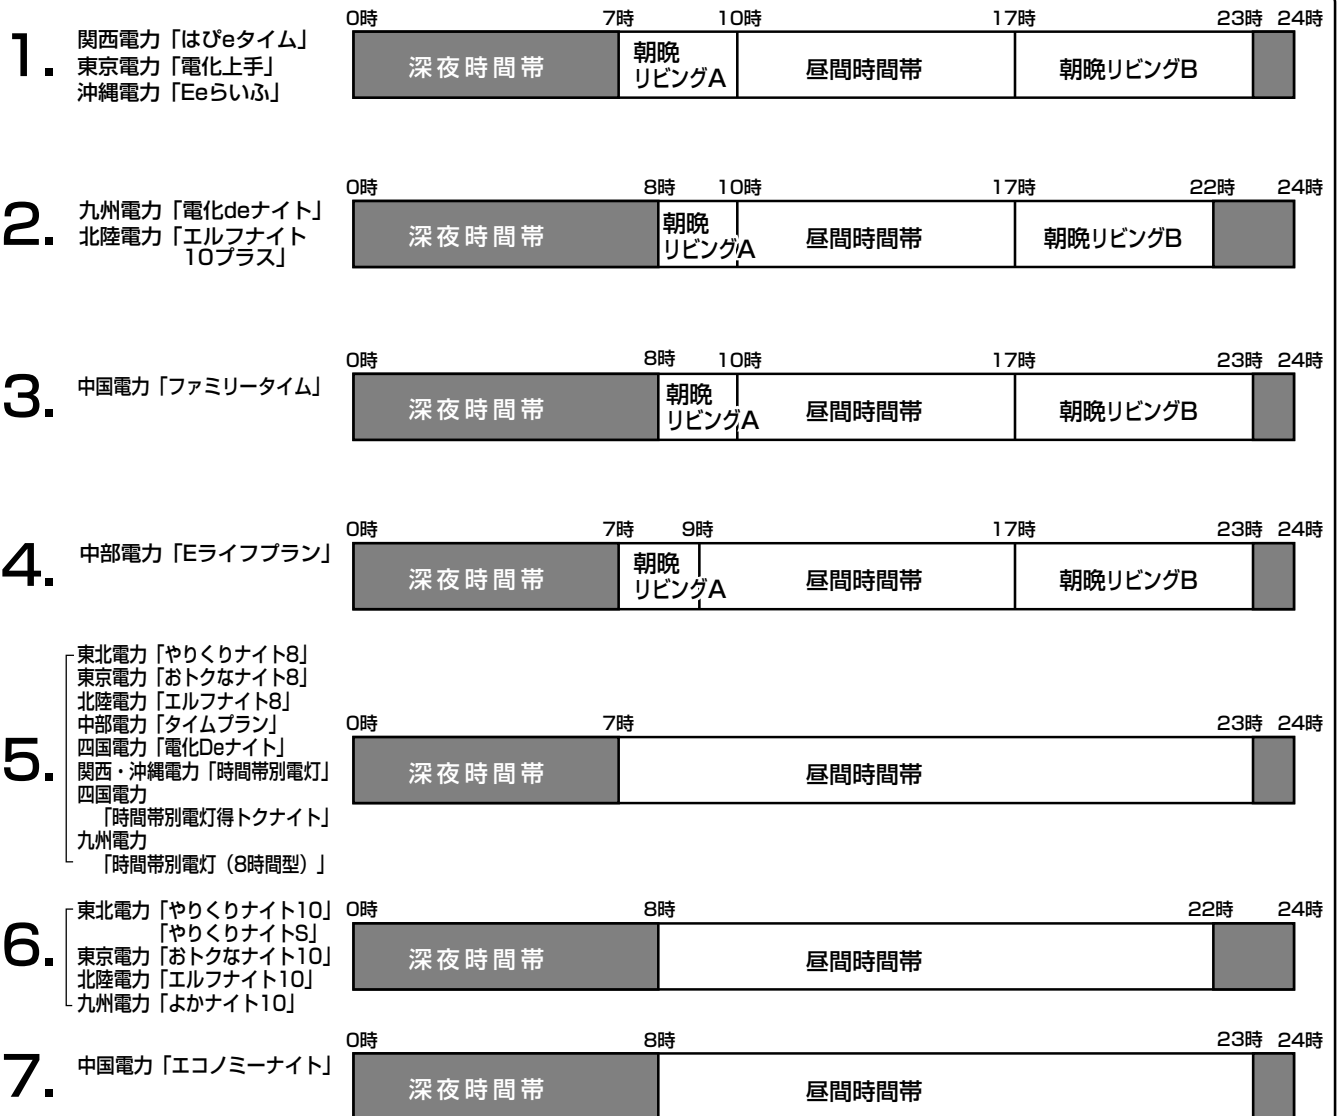 0時 7時 10時 17時 23時 24時
1. 関西電力「はぴeタイム」
東京電力「電化上手」
沖縄電力「Eeらいふ」
深夜時間帯 朝晩リビングA 昼間時間帯 朝晩リビングB
0時 8時 10時 17時 22時 24時
2. 九州電力「電化deナイト」
北陸電力「エルフナイト
10プラス」
深夜時間帯 朝晩リビングA 昼間時間帯 朝晩リビングB
0時 8時 10時 17時 23時 24時
3. 中国電力「ファミリータイム」
深夜時間帯 朝晩リビングA 昼間時間帯 朝晩リビングB
0時 7時 9時 17時 23時 24時
4. 中部電力「Eライフプラン」
深夜時間帯 朝晩リビングA 昼間時間帯 朝晩リビングB
5. 東北電力「やりくりナイト8」
東京電力「おトクなナイト8」
北陸電力「エルフナイト8」
中部電力「タイムプラン」
四国電力「電化Deナイト」
関西・沖縄電力「時間帯別電灯」
四国電力
「時間帯別電灯得トクナイト」
九州電力
「時間帯別電灯（8時間型）」
0時 7時 23時 24時
深夜時間帯 昼間時間帯
6. 東北電力「やりくりナイト10」
「やりくりナイトS」
東京電力「おトクなナイト10」
北陸電力「エルフナイト10」
九州電力「よかナイト10」
0時 8時 22時 24時
深夜時間帯 昼間時間帯
0時 8時 23時 24時
7. 中国電力「エコノミーナイト」
深夜時間帯 昼間時間帯